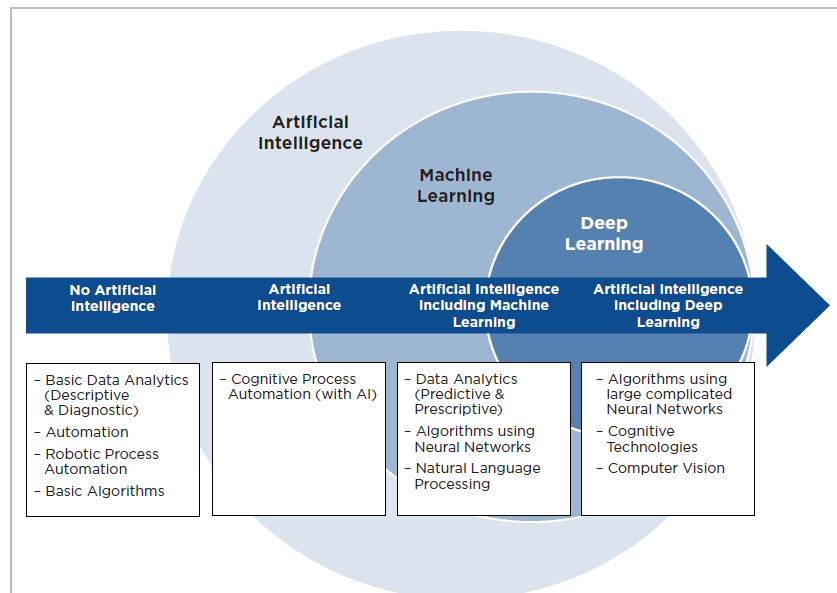 Artificial
Intelligence
Machine
Learning
Deep
Learning
No Artificial
Intelligence
Artificial
Intelligence
Artificial Intelligence
Including Machine
Learning
Artificial Intelligence
Including Deep
Learning
– Basic Data Analytics
(Descriptive
& Diagnostic)
– Automation
– Robotic Process
Automation
– Basic Algorithms
– Cognitive Process
Automation (with AI)
– Data Analytics
(Predictive &
Prescriptive)
– Algorithms using
Neural Networks
– Natural Language
Processing
– Algorithms using
large complicated
Neural Networks
– Cognitive
Technologies
– Computer Vision